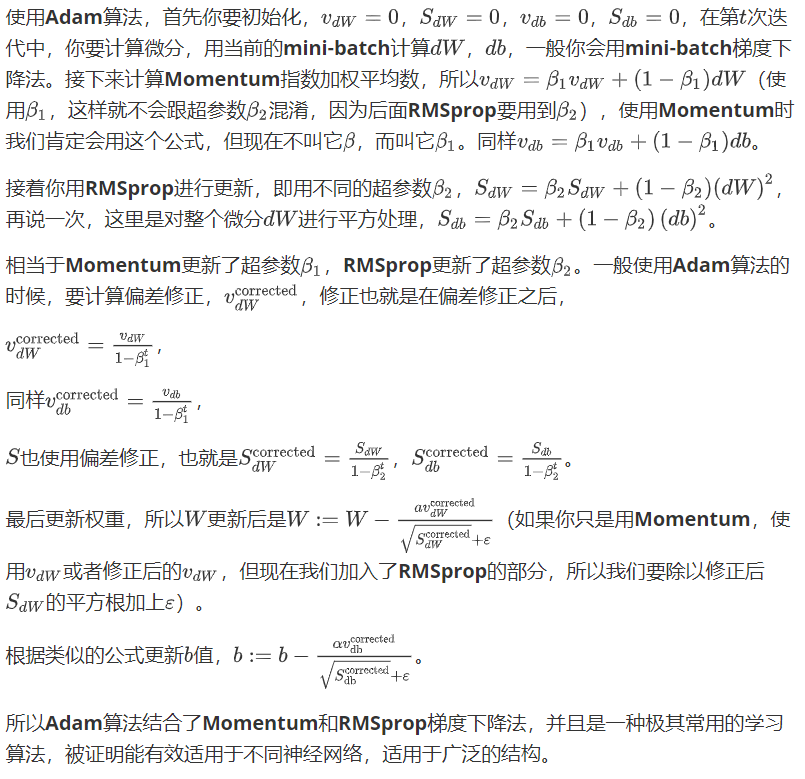 使用Adam算法，首先你要初始化，$v_{dW} = 0$，$S_{dW} = 0$，$v_{db} = 0$，$S_{db} = 0$，在第$t$次迭
代中，你要计算微分，用当前的mini-batch计算$dW$，$db$，一般你会用mini-batch梯度下
降法。接下来计算Momentum指数加权平均数，所以$v_{dW} = \beta_1 v_{dW} + (1 - \beta_1)dW$（使
用$\beta_1$，这样就不会跟超参数$\beta_2$混淆，因为后面RMSprop要用到$\beta_2$），使用Momentum时
我们肯定会用这个公式，但现在不叫它$\beta$，而叫它$\beta_1$。同样$v_{db} = \beta_1 v_{db} + (1 - \beta_1)db$。
接着你用RMSprop进行更新，即用不同的超参数$\beta_2$，$S_{dW} = \beta_2 S_{dW} + (1 - \beta_2)(dW)^2$，
再说一次，这里是对整个微分$dW$进行平方处理，$S_{db} = \beta_2 S_{db} + (1 - \beta_2)(db)^2$。
相当于Momentum更新了超参数$\beta_1$，RMSprop更新了超参数$\beta_2$。一般使用Adam算法的
时候，要计算偏差修正，$v_{dW}^{\text{corrected}}$，修正也就是在偏差修正之后，
$v_{dW}^{\text{corrected}} = \frac{v_{dW}}{1-\beta_1^t}$，
同样$v_{db}^{\text{corrected}} = \frac{v_{db}}{1-\beta_1^t}$，
$S$也使用偏差修正，也就是$S_{dW}^{\text{corrected}} = \frac{S_{dW}}{1-\beta_2^t}$，$S_{db}^{\text{corrected}} = \frac{S_{db}}{1-\beta_2^t}$。
最后更新权重，所以$W$更新后是$W := W - \frac{a v_{dW}^{\text{corrected}}}{\sqrt{S_{dW}^{\text{corrected}}}+\varepsilon}$（如果你只是用Momentum，使
用$v_{dW}$或者修正后的$v_{dW}$，但现在我们加入了RMSprop的部分，所以我们要除以修正后
$S_{dW}$的平方根加上$\varepsilon$）。
根据类似的公式更新$b$值，$b := b - \frac{\alpha v_{\text{db}}^{\text{corrected}}}{\sqrt{S_{\text{db}}^{\text{corrected}}}+\varepsilon}$。
所以Adam算法结合了Momentum和RMSprop梯度下降法，并且是一种极其常用的学习
算法，被证明能有效适用于不同神经网络，适用于广泛的结构。